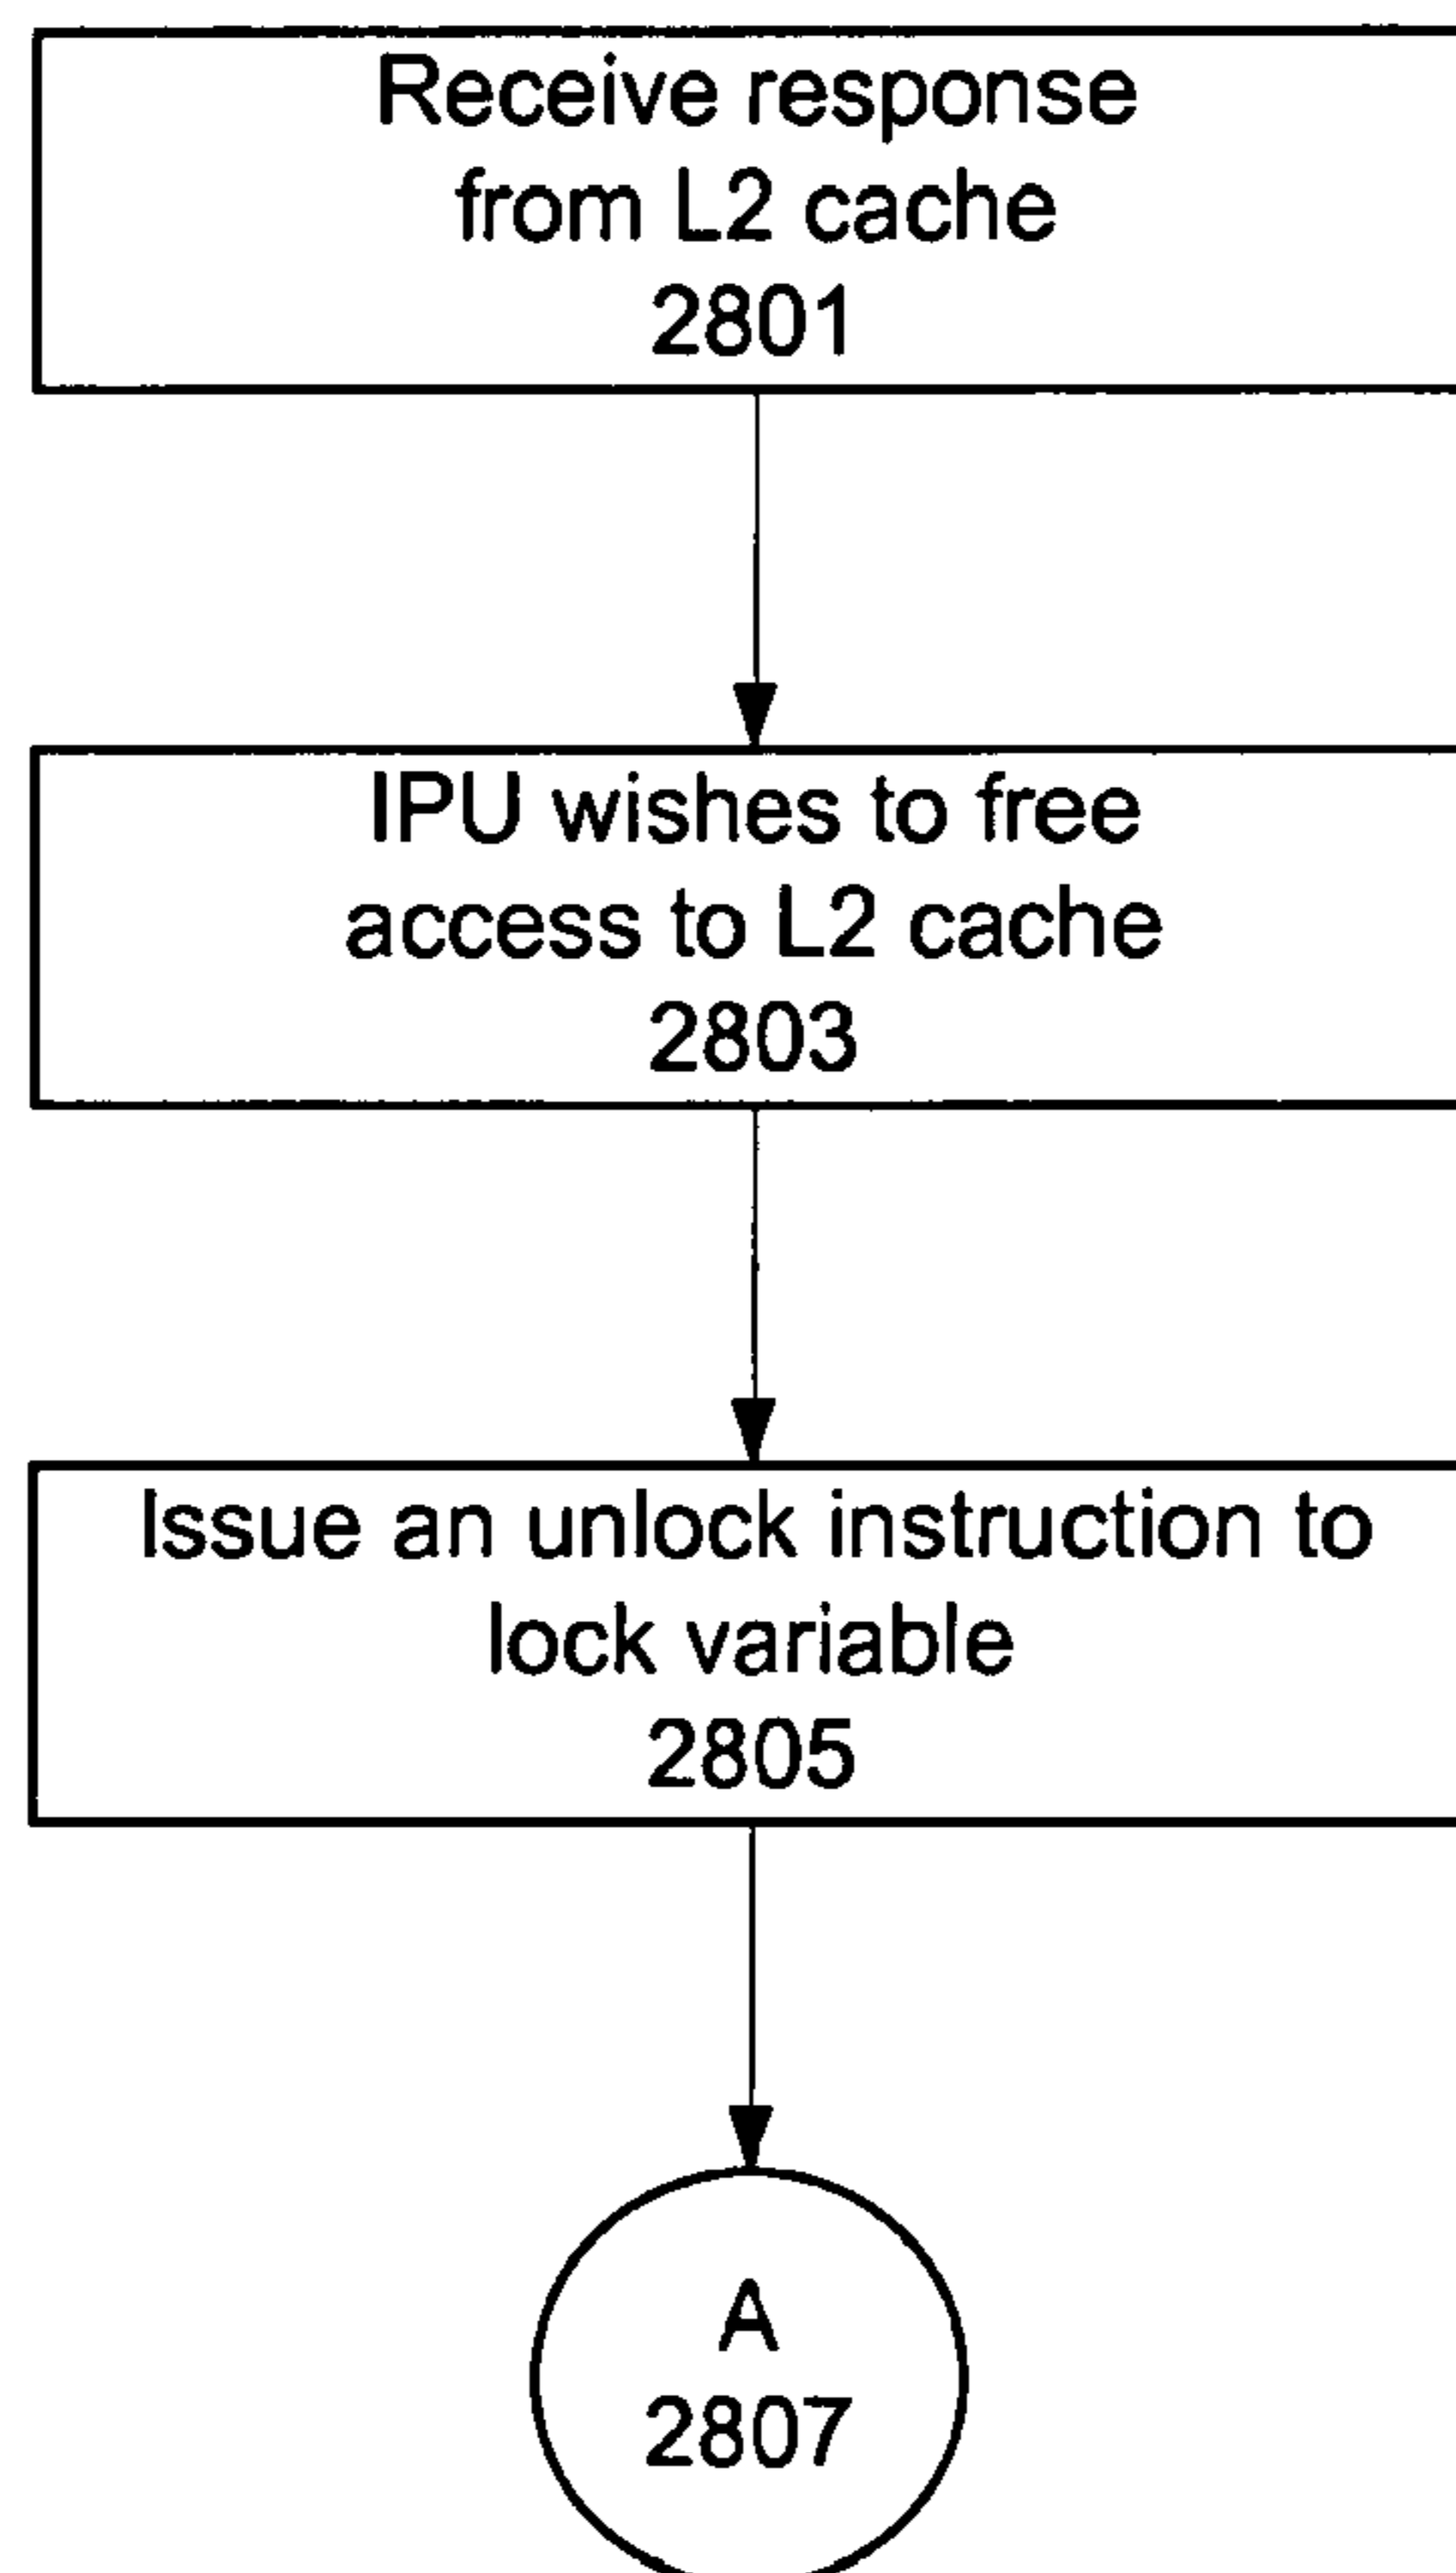 Receive response
from L2 cache
2801
IPU wishes to free
access to L2 cache
2803
Issue an unlock instruction to
lock variable
2805
A
2807